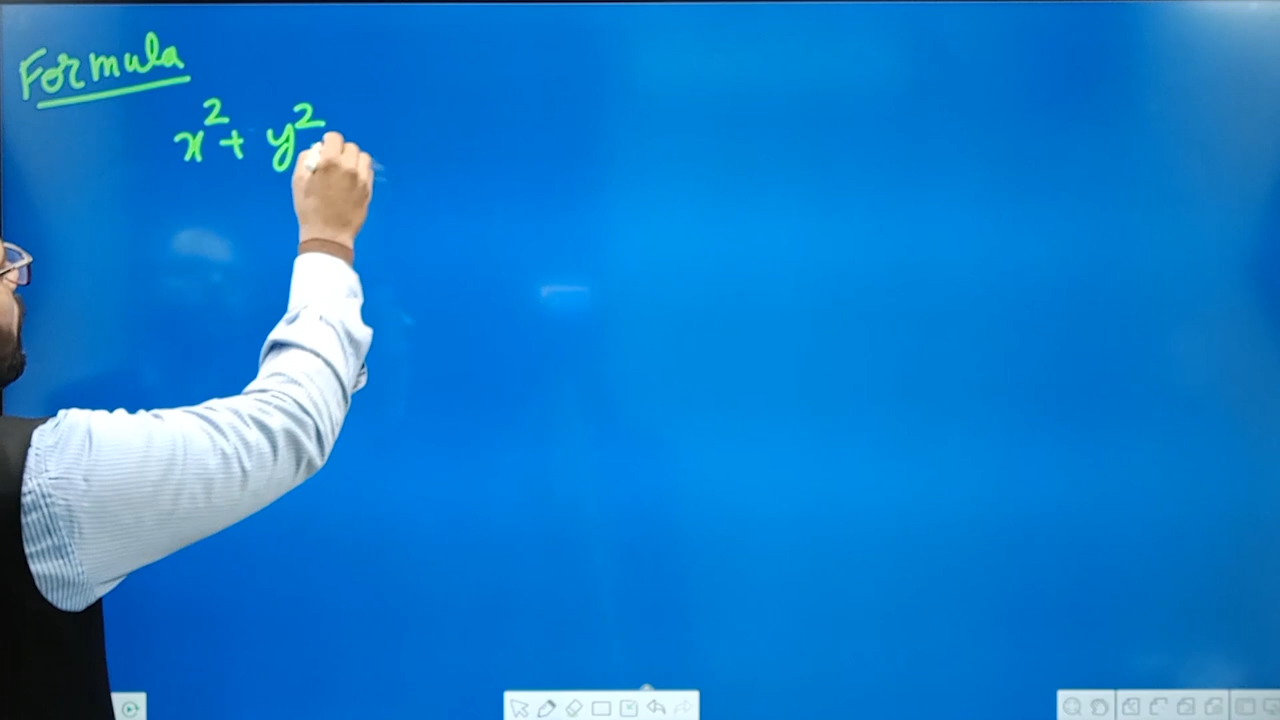 Formula
x² + y²